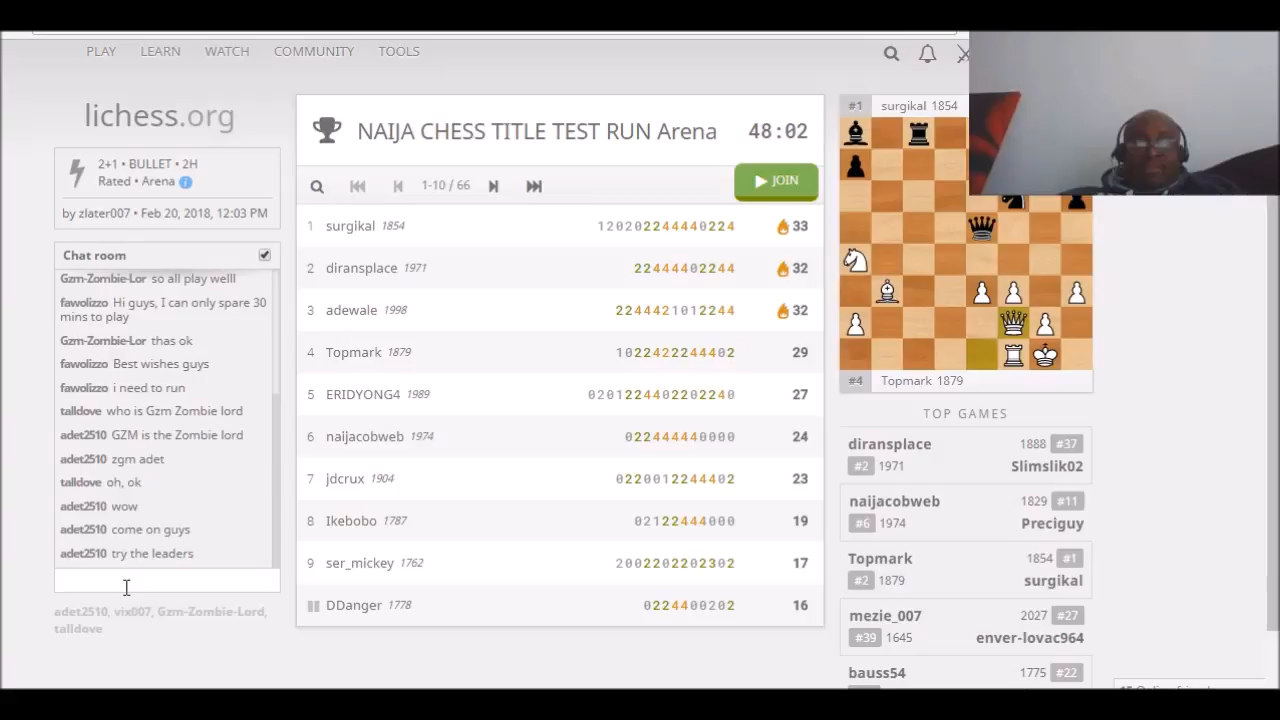 PLAY LEARN WATCH COMMUNITY TOOLS
lichess.org
2+1 • BULLET • 2H
Rated • Arena
by zlater007 • Feb 20, 2018, 12:03 PM
Chat room
Gzm-Zombie-Lor so all play welll
fawolizzo Hi guys, I can only spare 30
mins to play
Gzm-Zombie-Lor thas ok
fawolizzo Best wishes guys
fawolizzo i need to run
talldove who is Gzm Zombie lord
adet2510 GZM is the Zombie lord
adet2510 zgm adet
talldove oh, ok
adet2510 wow
adet2510 come on guys
adet2510 try the leaders
adet2510, vix007, Gzm-Zombie-Lord,
talldove
NAIJA CHESS TITLE TEST RUN Arena 48:02
1-10 / 66
JOIN
1 surgikal 1854 120202244440224 33
2 diransplace 1971 22444402244 32
3 adewale 1998 2244421012244 32
4 Topmark 1879 1022422244402 29
5 ERIDYONG4 1989 0201224402202240 27
6 naijacobweb 1974 022444440000 24
7 jdcrux 1904 0220012244402 23
8 Ikebobo 1787 02122444000 19
9 ser_mickey 1762 2002202202302 17
DDanger 1778 0224400202 16
#1 surgikal 1854
#4 Topmark 1879
TOP GAMES
diransplace 1888 #37
#2 1971 Slimslik02
naijacobweb 1829 #11
#6 1974 Preciguy
Topmark 1854 #1
#2 1879 surgikal
mezie_007 2027 #27
#39 1645 enver-lovac964
bauss54 1775 #22